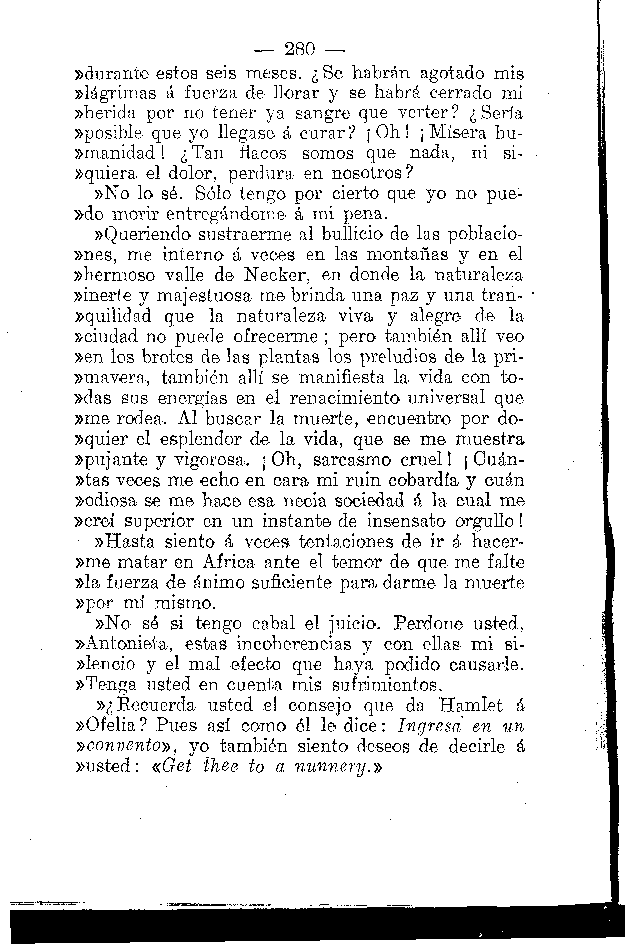 — 280 —
»durante estos seis meses. ¿Se habrán agotado mis
»lágrimas á fuerza de llorar y se habrá cerrado mi
»herida por no tener ya sangre que verter? ¿Sería
»posible que yo llegase á curar? ¡Oh! ¡Mísera hu-
»manidad! ¿Tan flacos somos que nada, ni si-
»quiera el dolor, perdura en nosotros?
»No lo sé. Sólo tengo por cierto que yo no pue-
»do morir entregándome á mi pena.
»Queriendo sustraerme al bullicio de las poblacio-
»nes, me interno á veces en las montañas y en el
»hermoso valle de Necker, en donde la naturaleza
»inerte y majestuosa me brinda una paz y una tran-
»quilidad que la naturaleza viva y alegre de la
»ciudad no puede ofrecerme; pero también allí veo
»en los brotes de las plantas los preludios de la pri-
»mavera, también allí se manifiesta la vida con to-
»das sus energías en el renacimiento universal que
»me rodea. Al buscar la muerte, encuentro por do-
»quier el esplendor de la vida, que se me muestra
»pujante y vigorosa. ¡Oh, sarcasmo cruel! ¡Cuán-
»tas veces me echo en cara mi ruin cobardía y cuán
»odiosa se me hace esa necia sociedad á la cual me
»creí superior en un instante de insensato orgullo!
»Hasta siento á veces tentaciones de ir á hacer-
»me matar en Africa ante el temor de que me falte
»la fuerza de ánimo suficiente para darme la muerte
»por mí mismo.
»No sé si tengo cabal el juicio. Perdone usted,
»Antonieta, estas incoherencias y con ellas mi si-
»lencio y el mal efecto que haya podido causarle.
»Tenga usted en cuenta mis sufrimientos.
»¿Recuerda usted el consejo que da Hamlet á
»Ofelia? Pues así como él le dice: Ingresa en un
»convento», yo también siento deseos de decirle á
»usted: «Get thee to a nunnery.»